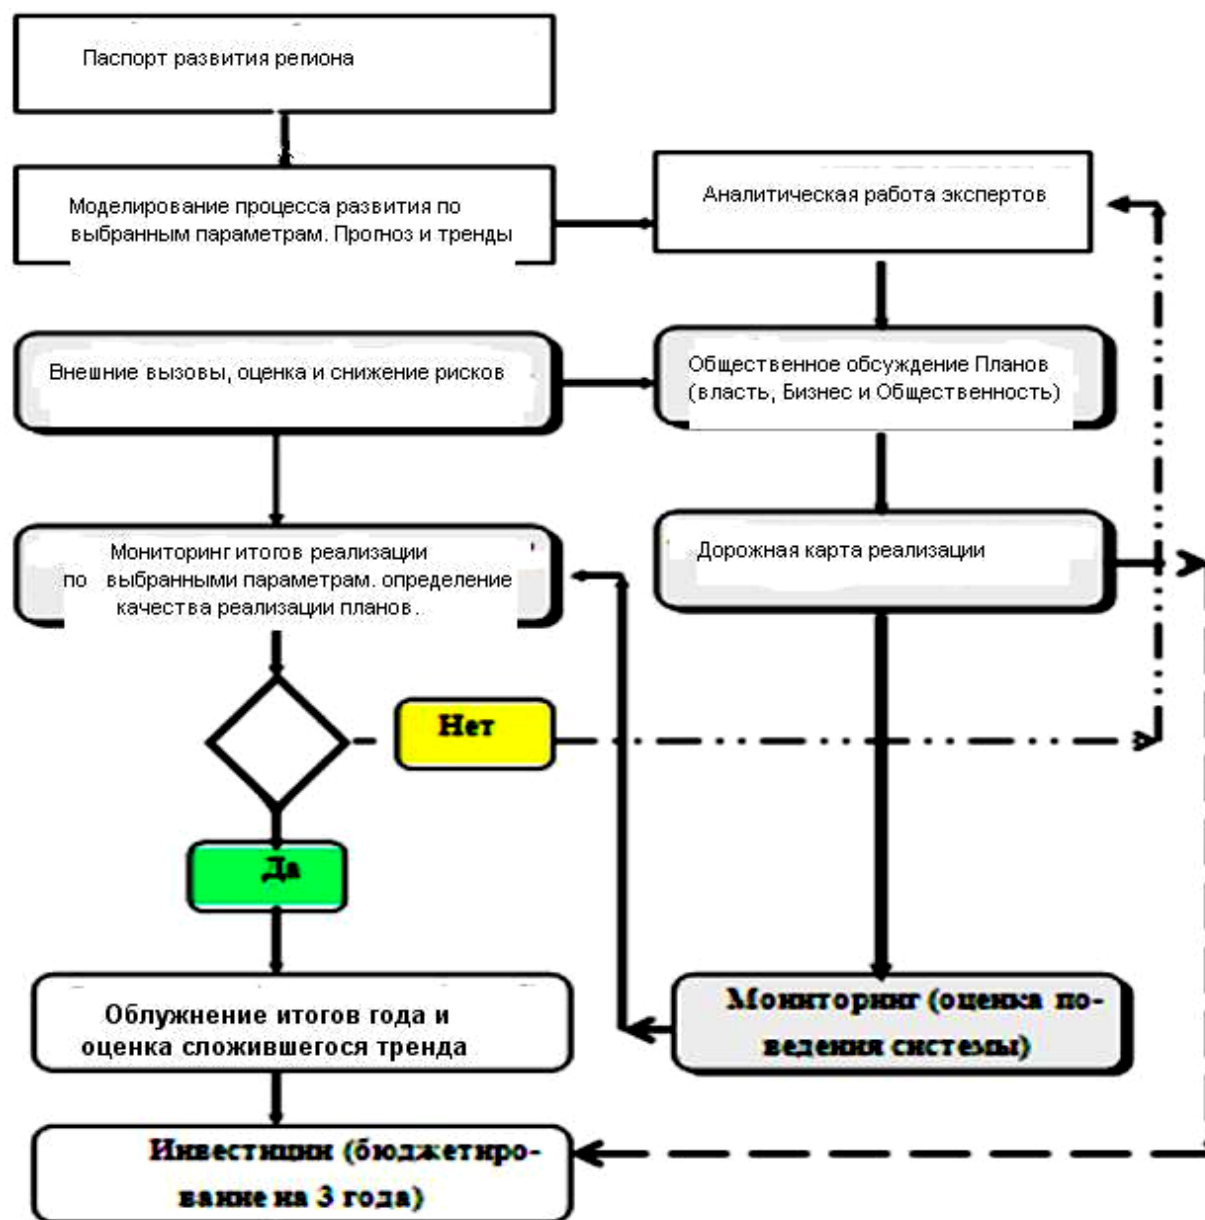 Паспорт развития региона
Моделирование процесса развития по
выбранным параметрам. Прогноз и тренды
Аналитическая работа экспертов
Внешние вызовы, оценка и снижение рисков
Общественное обсуждение Планов
(власть, Бизнес и Общественность)
Мониторинг итогов реализации
по выбранными параметрам. определение
качества реализации планов.
Дорожная карта реализации
Нет
Да
Облужнение итогов года и
оценка сложившегося тренда
Мониторинг (оценка по-
ведения системы)
Инвестиции (бюджетиро-
вание на 3 года)